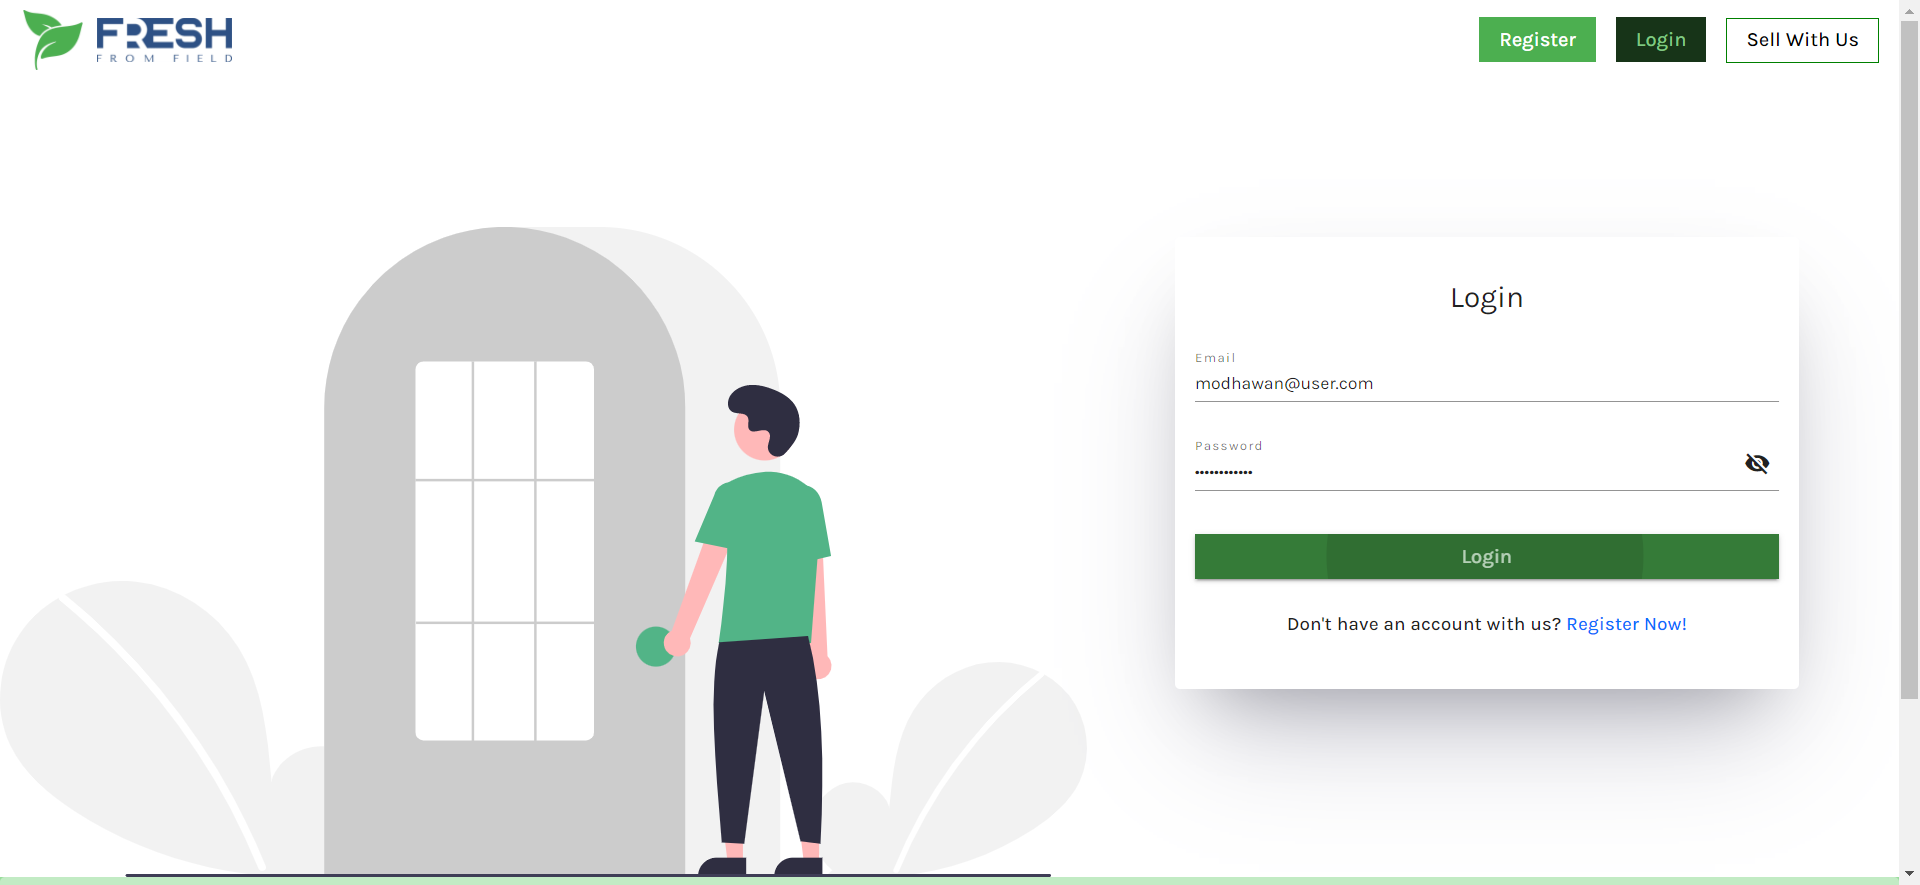 FRESH
FROM FIELD
Register
Login
Sell With Us
Login
Email
modhawan@user.com
Password
••••••••••••
Login
Don't have an account with us? Register Now!